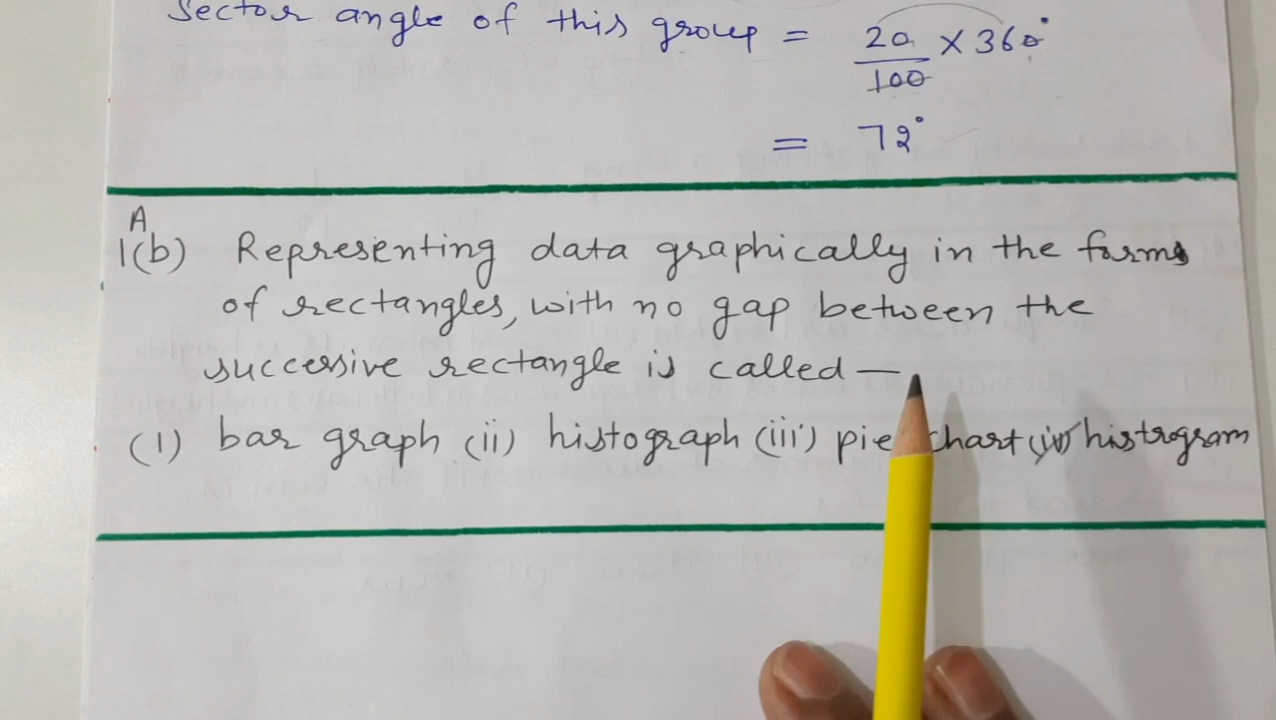 Sector angle of this group = 20/100 × 360°
= 72°
A
1(b) Representing data graphically in the forms
of rectangles, with no gap between the
successive rectangle is called —
(1) bar graph (ii) histograph (iii) pie chart (iv) histrogram